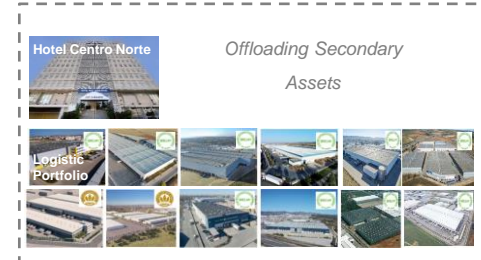 Hotel Centro Norte
Offloading Secondary
Assets
Logistic
Portfolio